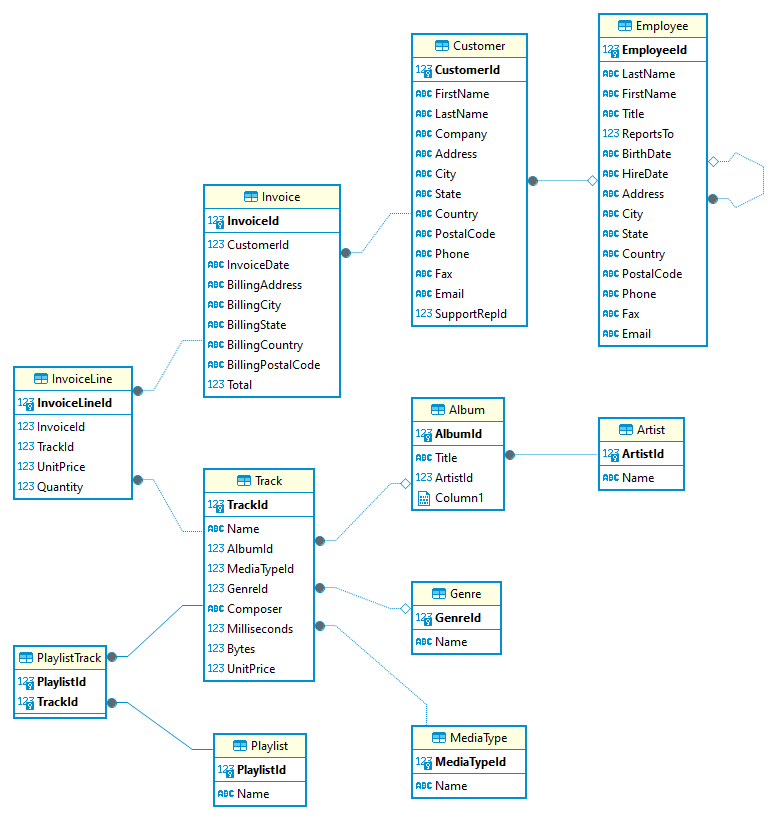 Employee
123 EmployeeId
ABC LastName
ABC FirstName
ABC Title
123 ReportsTo
ABC BirthDate
ABC HireDate
ABC Address
ABC City
ABC State
ABC Country
ABC PostalCode
ABC Phone
ABC Fax
ABC Email
Customer
123 CustomerId
ABC FirstName
ABC LastName
ABC Company
ABC Address
ABC City
ABC State
ABC Country
ABC PostalCode
ABC Phone
ABC Fax
ABC Email
123 SupportRepId
Invoice
123 InvoiceId
123 CustomerId
ABC InvoiceDate
ABC BillingAddress
ABC BillingCity
ABC BillingState
ABC BillingCountry
ABC BillingPostalCode
123 Total
InvoiceLine
123 InvoiceLineId
123 InvoiceId
123 TrackId
123 UnitPrice
123 Quantity
Album
123 AlbumId
ABC Title
123 ArtistId
Column1
Artist
123 ArtistId
ABC Name
Track
123 TrackId
ABC Name
123 AlbumId
123 MediaTypeId
123 GenreId
ABC Composer
123 Milliseconds
123 Bytes
123 UnitPrice
Genre
123 GenreId
ABC Name
PlaylistTrack
123 PlaylistId
123 TrackId
Playlist
123 PlaylistId
ABC Name
MediaType
123 MediaTypeId
ABC Name